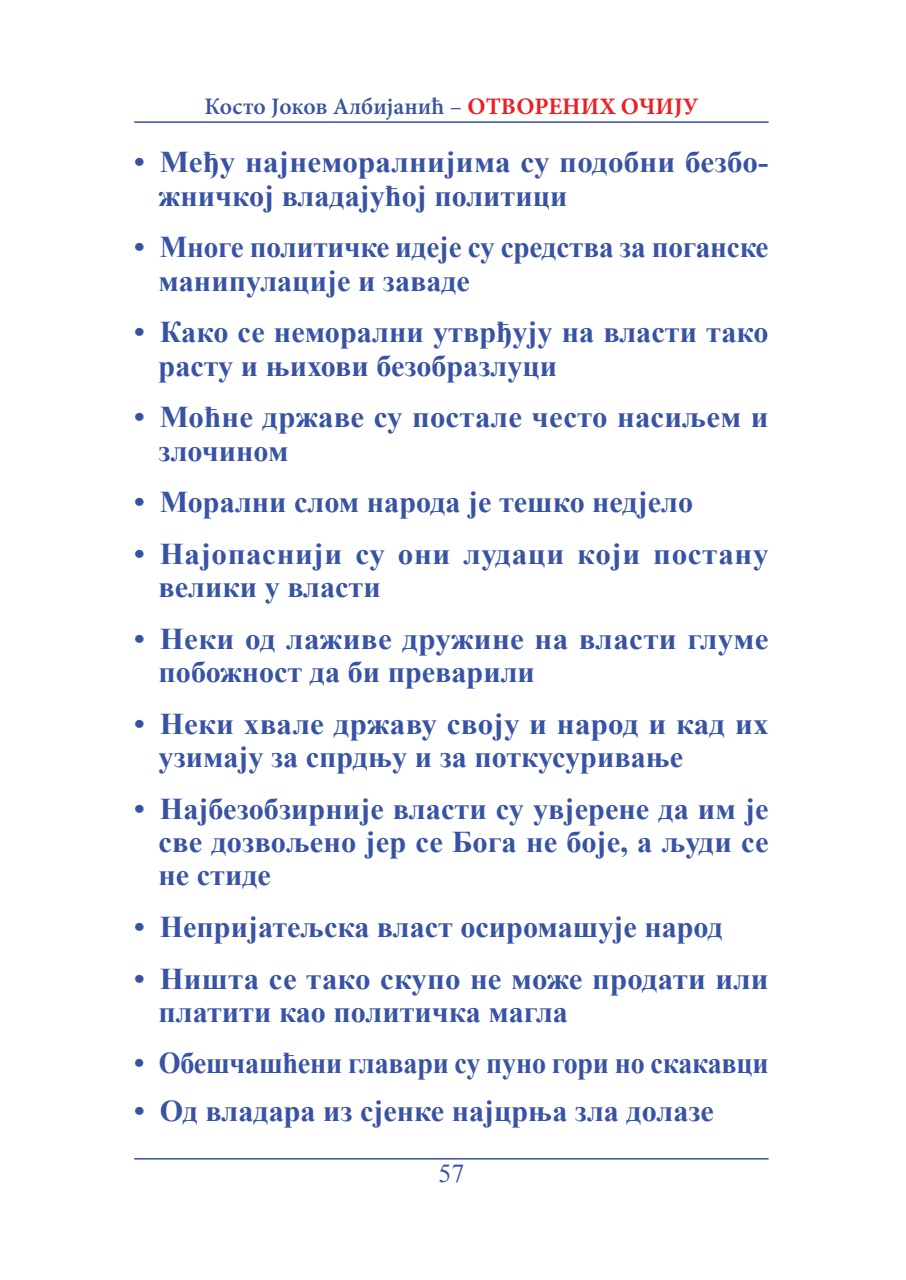 Косто Јоков Албијанић – ОТВОРЕНИХ ОЧИЈУ
• Међу најнеморалнијима су подобни безбо-
жничкој владајућој политици
• Многе политичке идеје су средства за поганске
манипулације и заваде
• Како се неморални утврђују на власти тако
расту и њихови безобразлуци
• Моћне државе су постале често насиљем и
злочином
• Морални слом народа је тешко недјело
• Најопаснији су они лудаци који постану
велики у власти
• Неки од лаживе дружине на власти глуме
побожност да би преварили
• Неки хвале државу своју и народ и кад их
узимају за спрдњу и за поткусуривање
• Најбезобзирније власти су увјерене да им је
све дозвољено јер се Бога не боје, а људи се
не стиде
• Непријатељска власт осиромашује народ
• Ништа се тако скупо не може продати или
платити као политичка магла
• Обешчашћени главари су пуно гори но скакавци
• Од владара из сјенке најцрња зла долазе
57